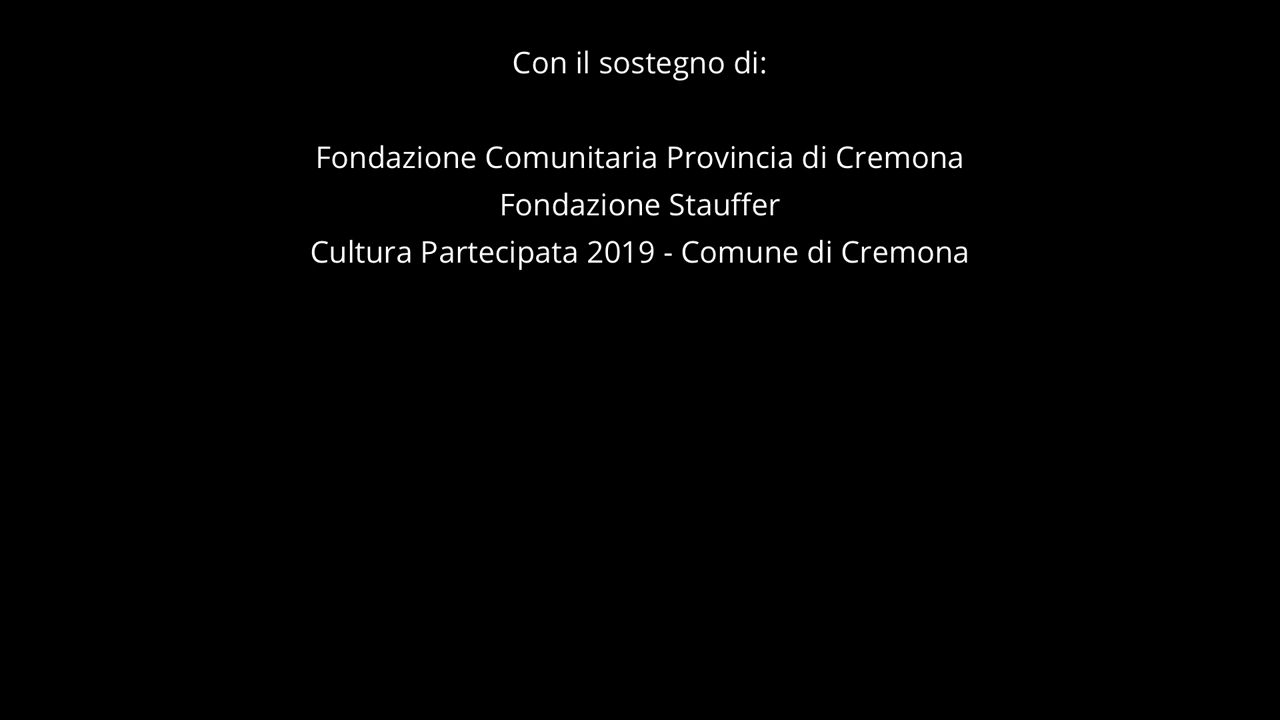 Con il sostegno di:
Fondazione Comunitaria Provincia di Cremona
Fondazione Stauffer
Cultura Partecipata 2019 - Comune di Cremona